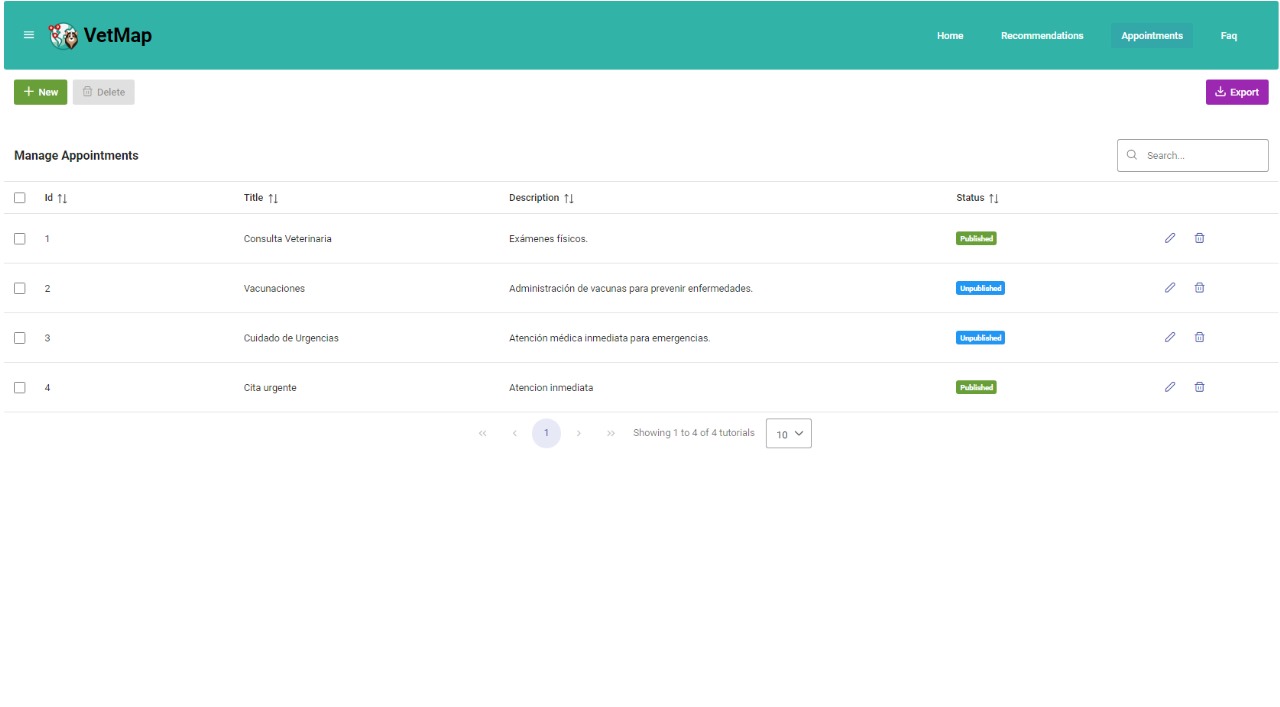 VetMap Home Recommendations Appointments Faq
New Delete Export
Manage Appointments Search...
Id Title Description Status
1 Consulta Veterinaria Exámenes físicos. Published
2 Vacunaciones Administración de vacunas para prevenir enfermedades. Unpublished
3 Cuidado de Urgencias Atención médica inmediata para emergencias. Unpublished
4 Cita urgente Atencion inmediata Published
1 Showing 1 to 4 of 4 tutorials 10